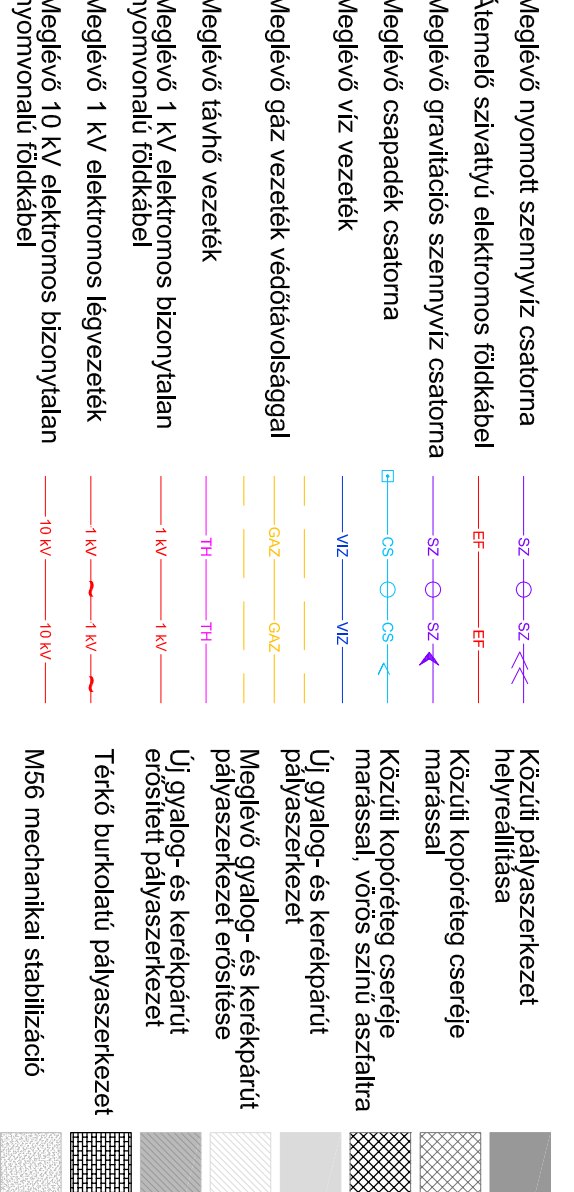 Meglévő nyomott szennyvíz csatorna
SZ SZ
Átemelő szivattyú elektromos földkábel
EF EF
Meglévő gravitációs szennyvíz csatorna
SZ SZ
Meglévő csapadék csatorna
CS CS
Meglévő víz vezeték
VIZ VIZ
Meglévő gáz vezeték védőtávolsággal
GAZ GAZ
Meglévő távhő vezeték
TH TH
Meglévő 1 kV elektromos bizonytalan
nyomvonalú földkábel
1 kV 1 kV
Meglévő 1 kV elektromos légvezeték
1 kV 1 kV
Meglévő 10 kV elektromos bizonytalan
nyomvonalú földkábel
10 kV 10 kV
Közúti pályaszerkezet
helyreállítása
Közúti kopóréteg cseréje
marással
Közúti kopóréteg cseréje
marással, vörös színű aszfaltra
Új gyalog- és kerékpárút
pályaszerkezet
Meglévő gyalog- és kerékpárút
pályaszerkezet erősítése
Új gyalog- és kerékpárút
erősített pályaszerkezet
Térkő burkolatú pályaszerkezet
M56 mechanikai stabilizáció